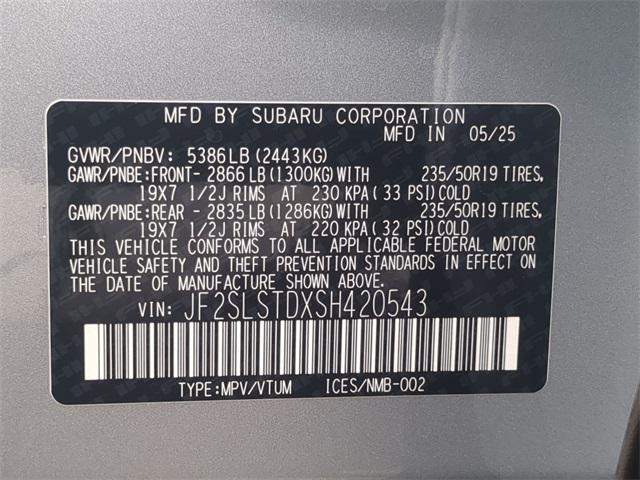 MFD BY SUBARU CORPORATION
MFD IN 05/25
GVWR/PNBV: 5386LB (2443KG)
GAWR/PNBE:FRONT- 2866 LB (1300KG) WITH 235/50R19 TIRES,
19X7 1/2J RIMS AT 230 KPA ( 33 PSI) COLD
GAWR/PNBE:REAR - 2835 LB (1286KG) WITH 235/50R19 TIRES,
19X7 1/2J RIMS AT 220 KPA ( 32 PSI) COLD
THIS VEHICLE CONFORMS TO ALL APPLICABLE FEDERAL MOTOR
VEHICLE SAFETY AND THEFT PREVENTION STANDARDS IN EFFECT ON
THE DATE OF MANUFACTURE SHOWN ABOVE.
VIN: JF2SLSTDXSH420543
TYPE:MPV/VTUM ICES/NMB-002